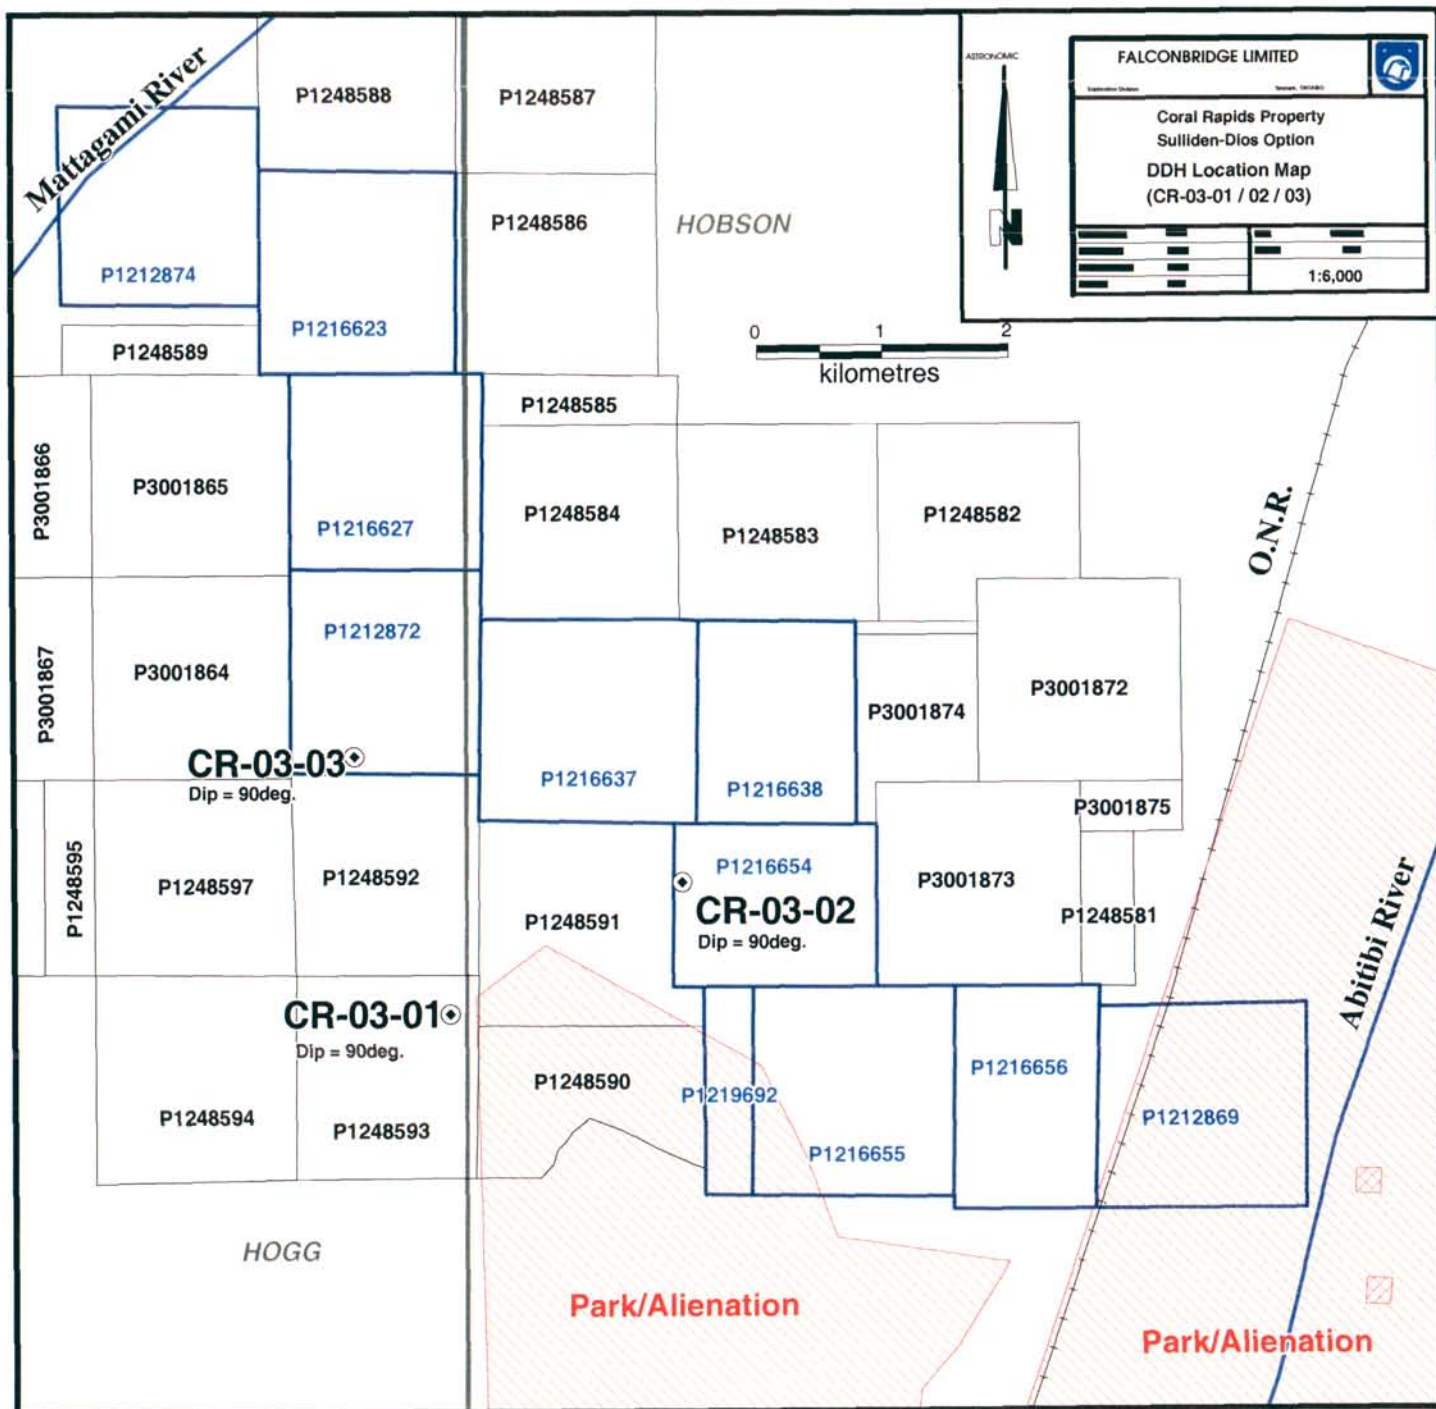 Mattagami River
P1248588
P1248587
ASTRONOMIC
N
FALCONBRIDGE LIMITED
Exploration Division
Coral Rapids Property
Sulliden-Dios Option
DDH Location Map
(CR-03-01 / 02 / 03)
1:6,000
P1248586
HOBSON
P1212874
P1216623
P1248589
0 1 2
kilometres
P1248585
P3001866
P3001865
P1216627
P1248584
P1248583
P1248582
O.N.R.
P1212872
P3001867
P3001864
P3001874
P3001872
CR-03-03
Dip = 90deg.
P1216637
P1216638
P3001875
P1248595
P1248597
P1248592
P1248591
P1216654
CR-03-02
Dip = 90deg.
P3001873
P1248581
Abitibi River
CR-03-01
Dip = 90deg.
P1248590
P1219692
P1216656
P1212869
P1248594
P1248593
P1216655
HOGG
Park/Alienation
Park/Alienation